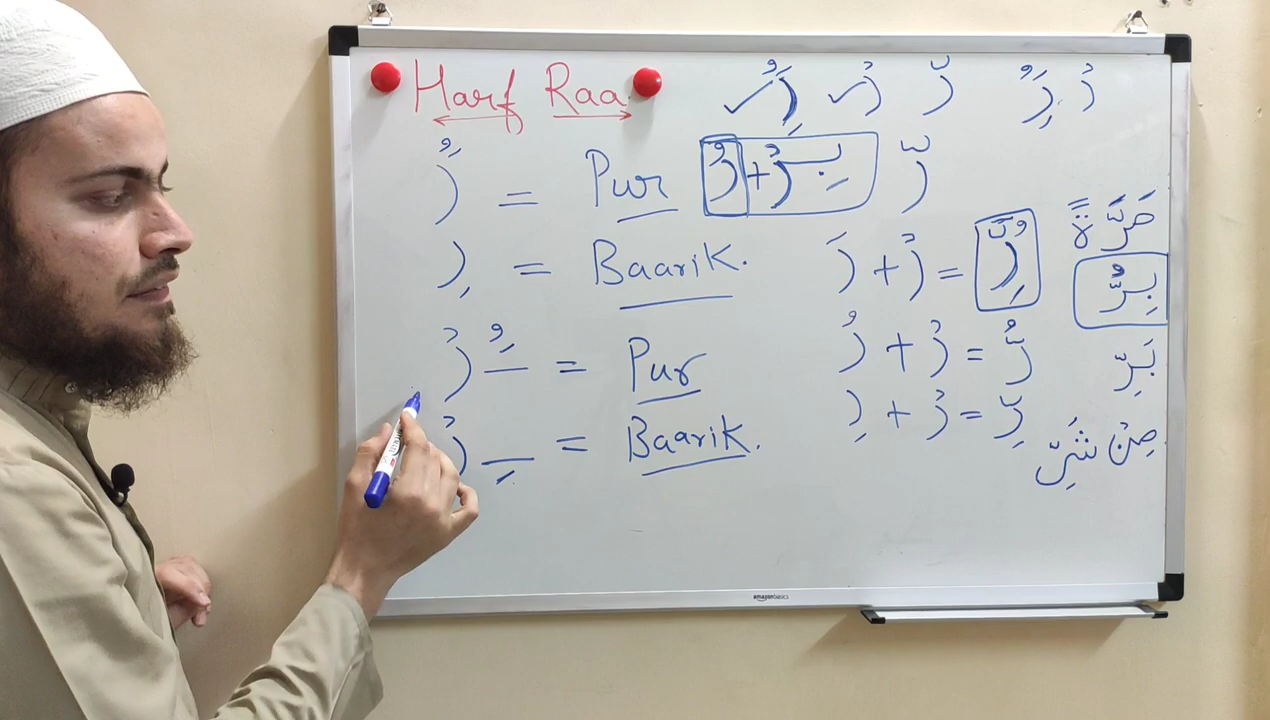 Harf Raa رَُِ رْ رّ رَُِ رْ
رَُ = Pur رُ + رْ بِـ رّ
رِ = Baarik. رَ + رْ = رَُِّ ضَرَّةً
بِرُّ
رْ ـَُ = Pur رُ + رْ = رُّ بَرِّ
رْ ـِ = Baarik. رِ + رْ = رِّ مِنْ شَرِّ
amazonbasics